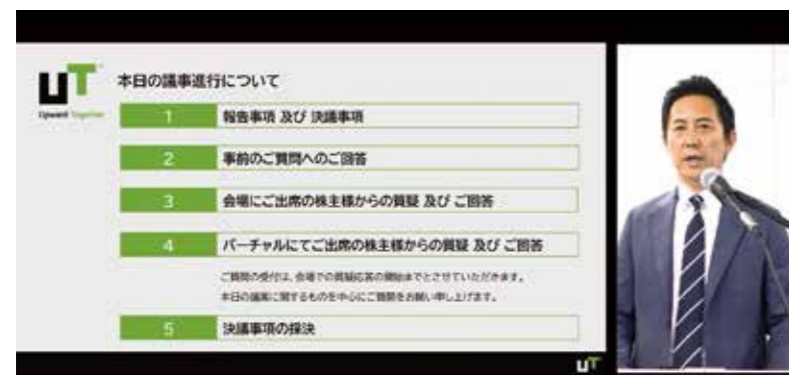 UT
Upward Together
本日の議事進行について
1 報告事項 及び 決議事項
2 事前のご質問へのご回答
3 会場にご出席の株主様からの質疑 及び ご回答
4 バーチャルにてご出席の株主様からの質疑 及び ご回答
ご質問の受付は、会場での質疑応答の開始までとさせていただきます。
本日の議案に関するものを中心にご質問をお願い申し上げます。
5 決議事項の採決
UT